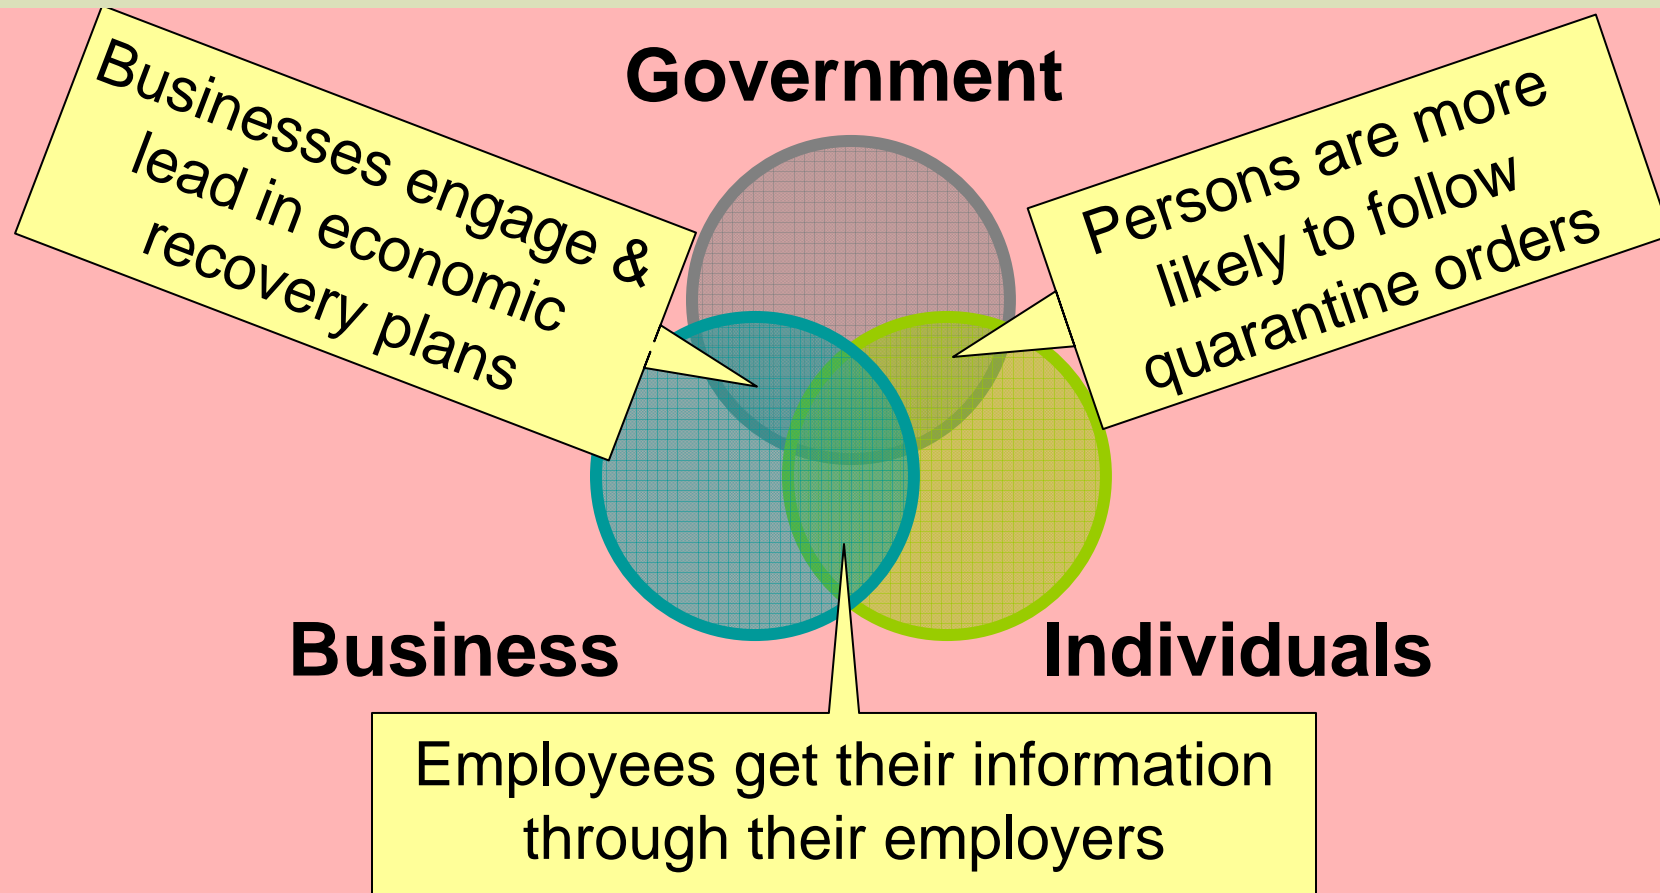 Government
Businesses engage &
lead in economic
recovery plans
Persons are more
likely to follow
quarantine orders
Business
Individuals
Employees get their information
through their employers